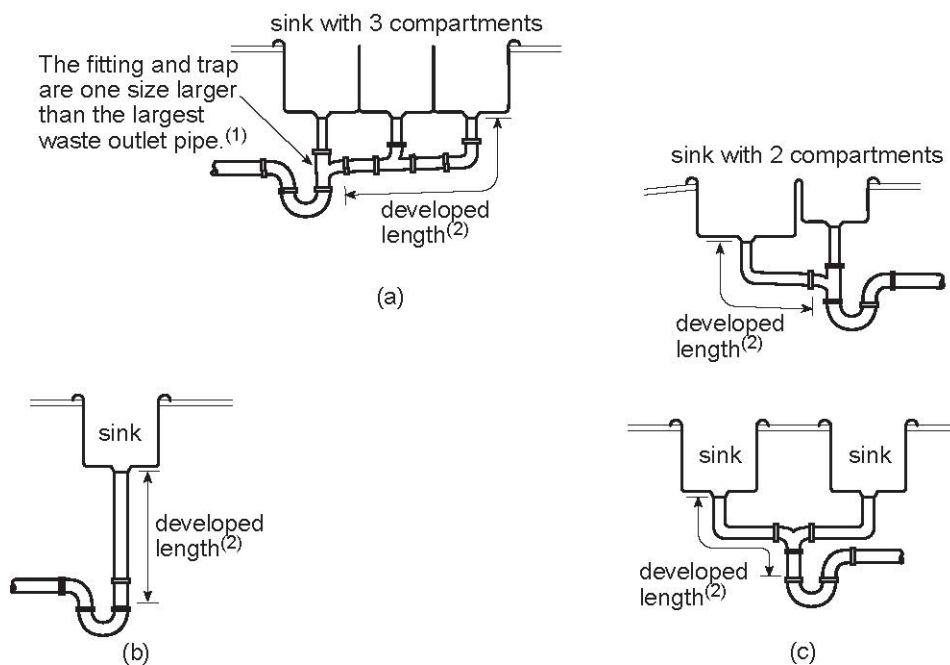 sink with 3 compartments
The fitting and trap
are one size larger
than the largest
waste outlet pipe.(1)
developed
length(2)
(a)
sink with 2 compartments
developed
length(2)
sink
developed
length(2)
(b)
sink
sink
developed
length(2)
(c)